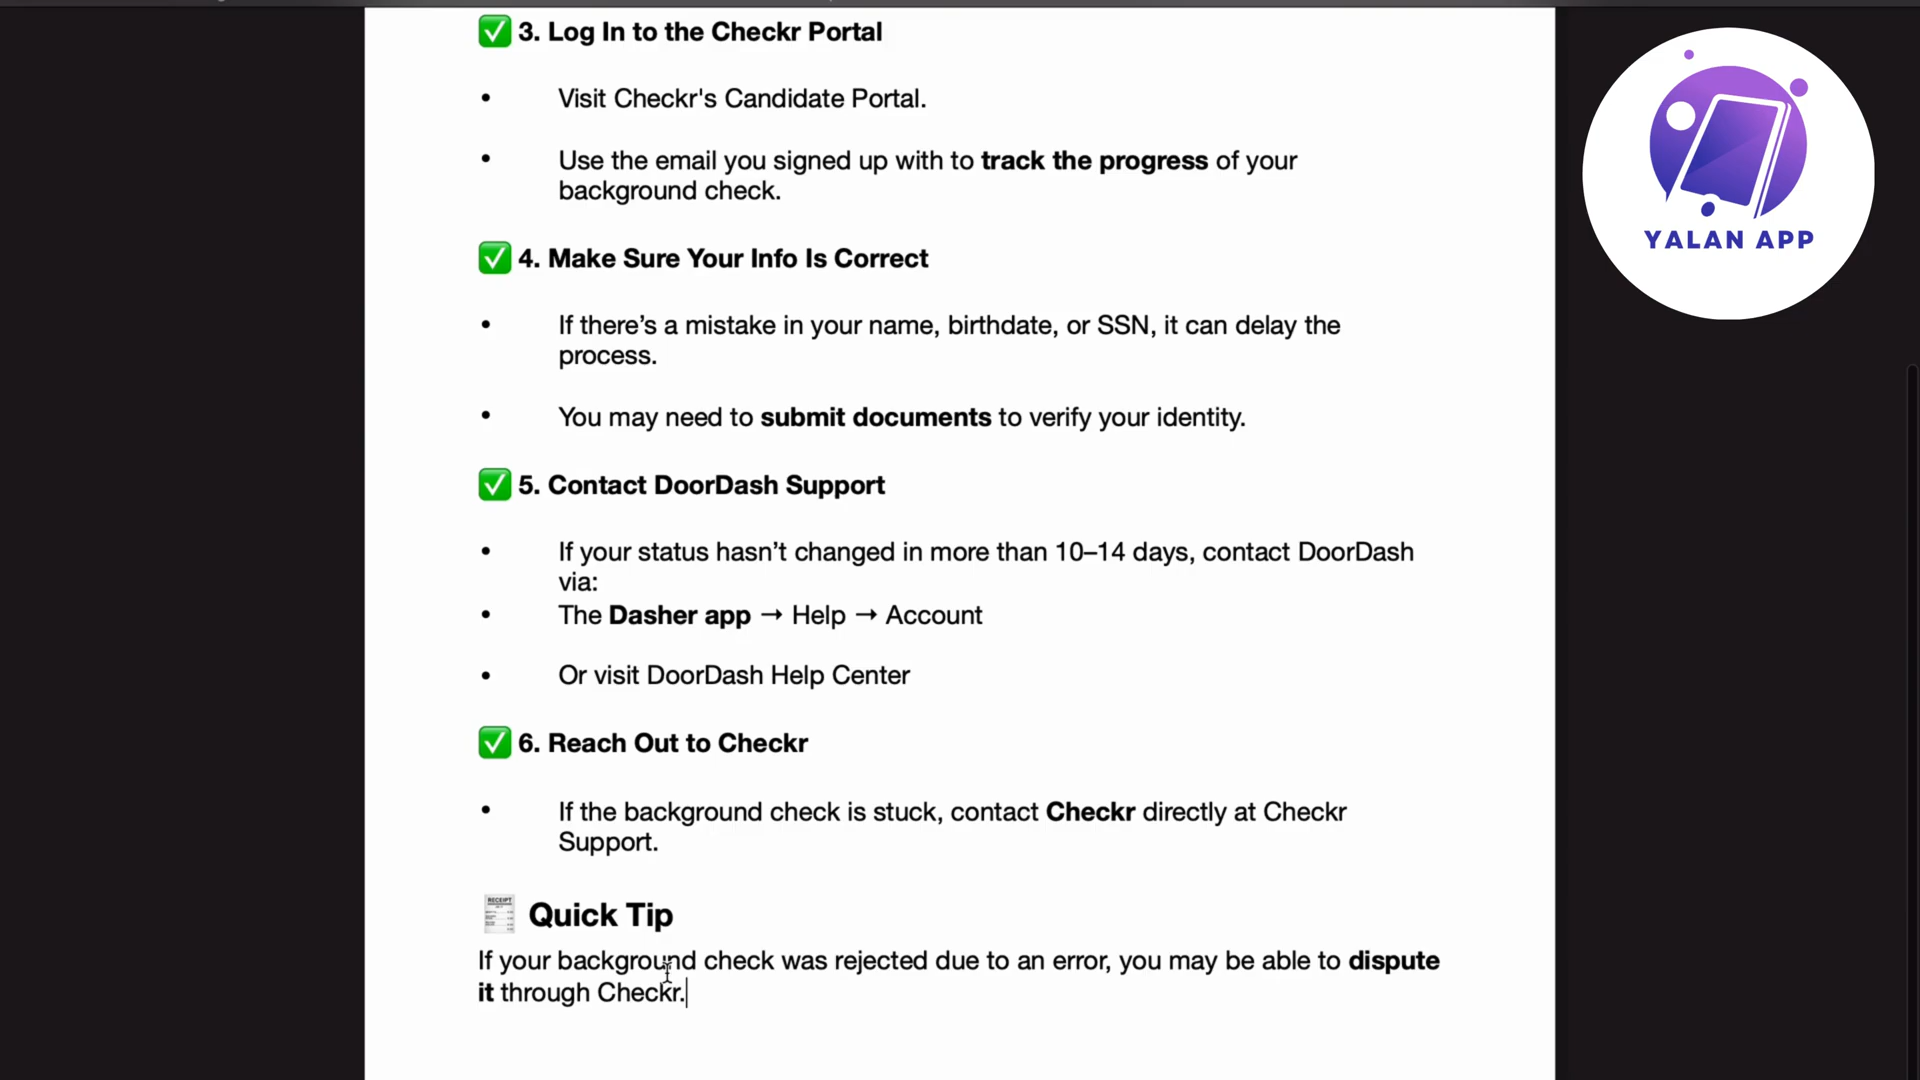 ✅ 3. Log In to the Checkr Portal
• Visit Checkr's Candidate Portal.
• Use the email you signed up with to track the progress of your
background check.
✅ 4. Make Sure Your Info Is Correct
• If there’s a mistake in your name, birthdate, or SSN, it can delay the
process.
• You may need to submit documents to verify your identity.
✅ 5. Contact DoorDash Support
• If your status hasn’t changed in more than 10–14 days, contact DoorDash
via:
• The Dasher app → Help → Account
• Or visit DoorDash Help Center
✅ 6. Reach Out to Checkr
• If the background check is stuck, contact Checkr directly at Checkr
Support.
🧾 Quick Tip
If your background check was rejected due to an error, you may be able to dispute
it through Checkr.
YALAN APP